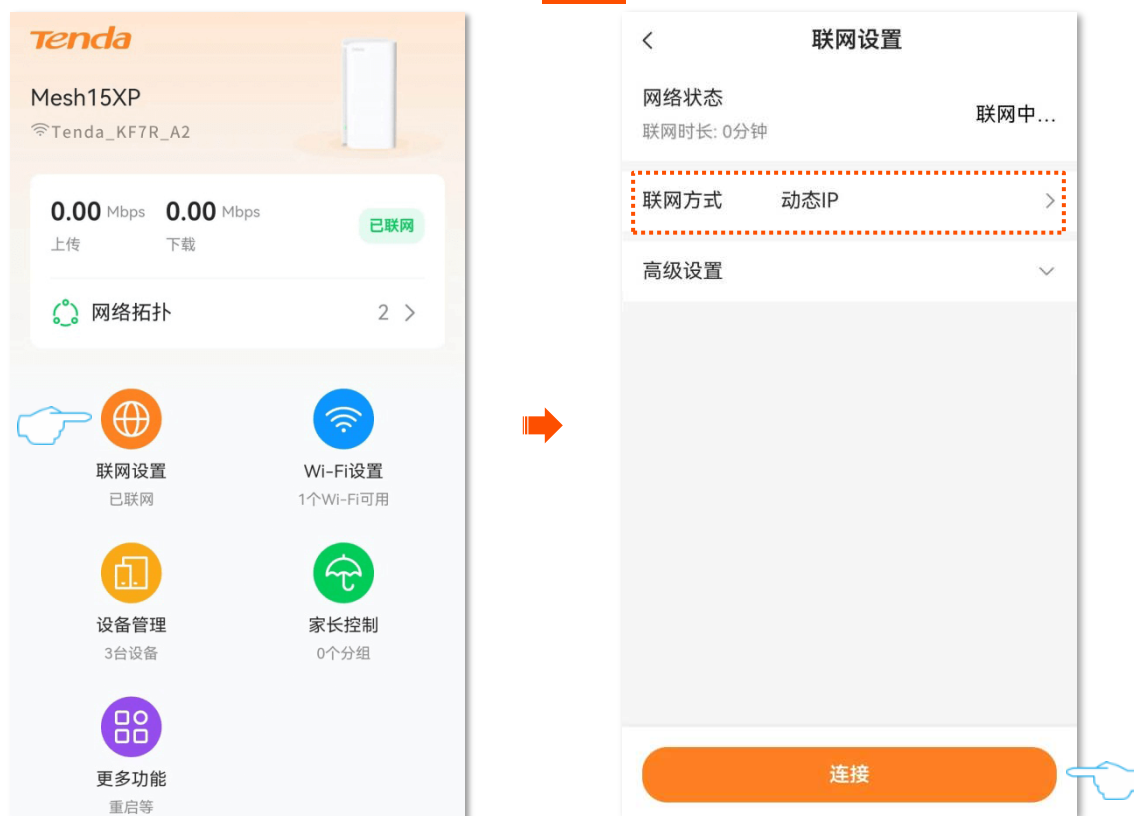 Tenda
Mesh15XP
Tenda_KF7R_A2
0.00 Mbps 0.00 Mbps
上传 下载
已联网
网络拓扑 2
联网设置 Wi-Fi设置
已联网 1个Wi-Fi可用
设备管理 家长控制
3台设备 0个分组
更多功能
重启等
联网设置
网络状态
联网时长: 0分钟
联网中...
联网方式 动态IP
高级设置
连接